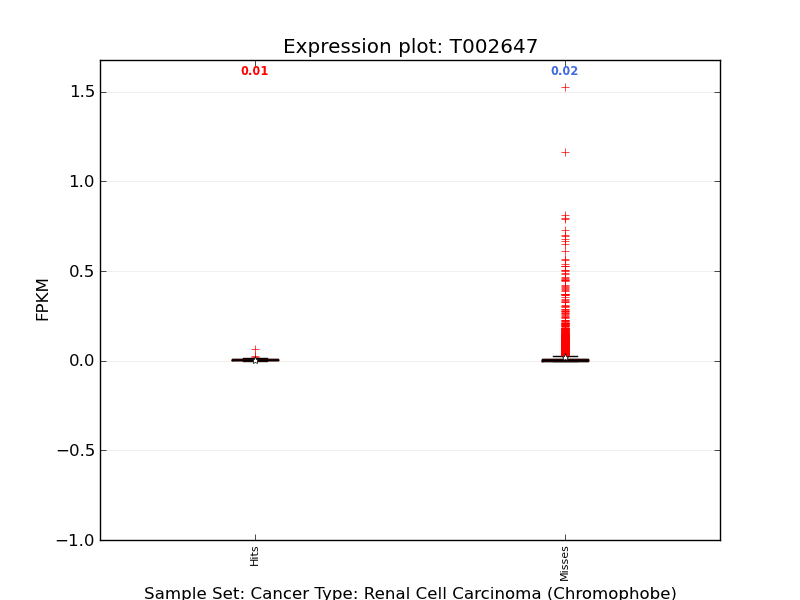 Expression plot: T002647
0.01
0.02
1.5
1.0
0.5
0.0
−0.5
−1.0
FPKM
Hits
Misses
Sample Set: Cancer Type: Renal Cell Carcinoma (Chromophobe)